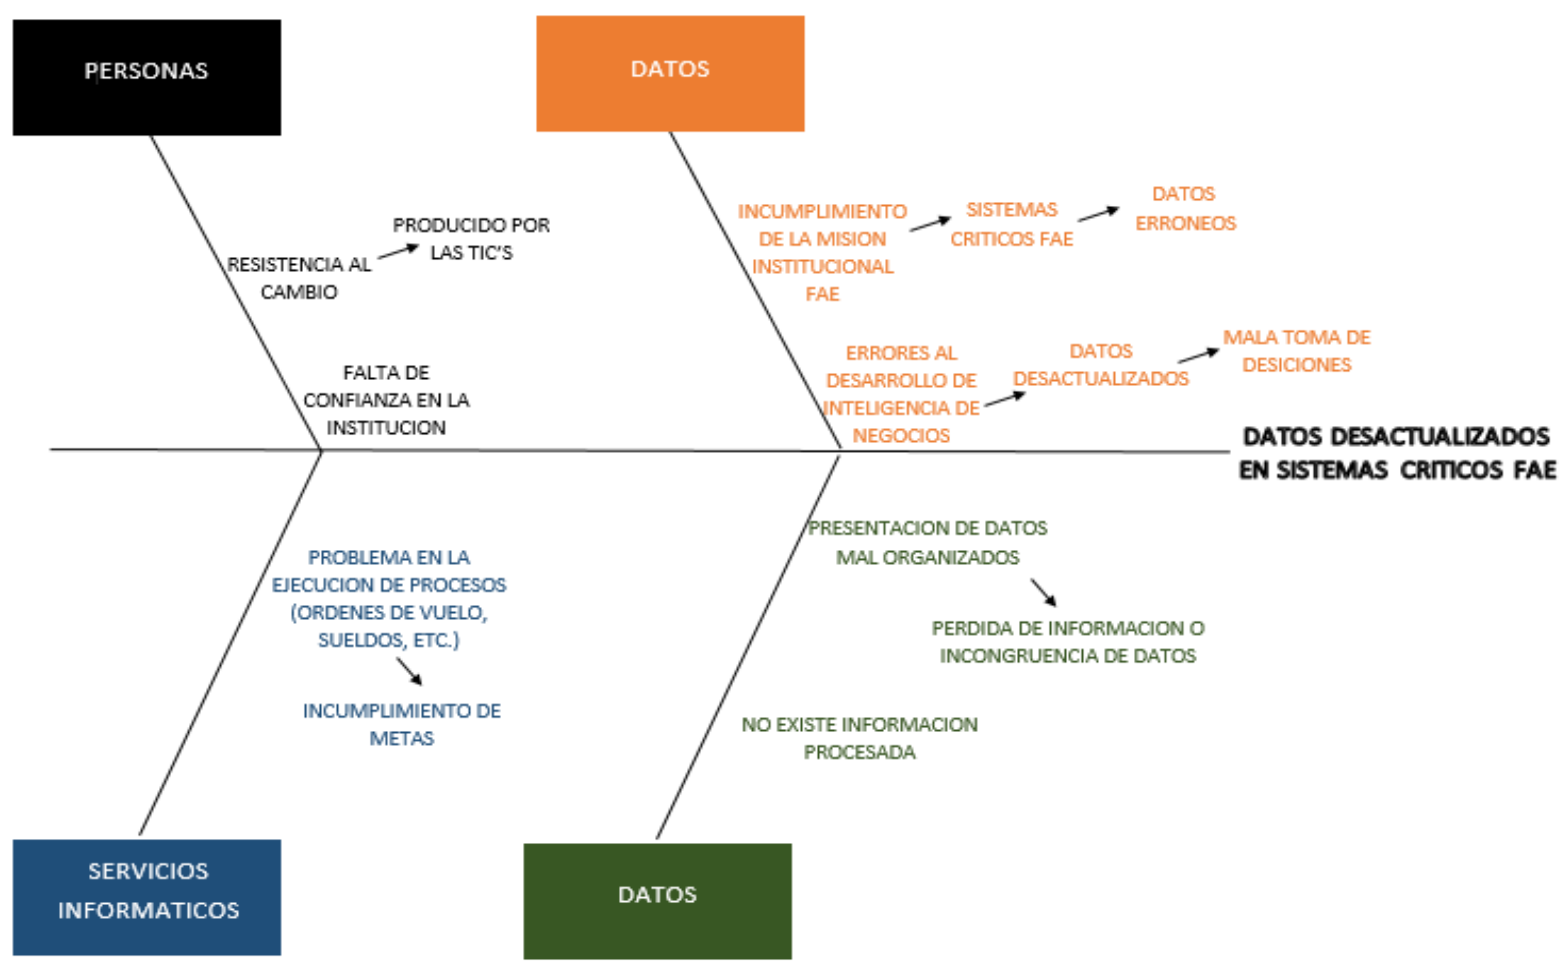 PERSONAS
DATOS
RESISTENCIA AL
CAMBIO
PRODUCIDO POR
LAS TIC'S
FALTA DE
CONFIANZA EN LA
INSTITUCION
INCUMPLIMIENTO
DE LA MISION
INSTITUCIONAL
FAE
SISTEMAS
CRITICOS FAE
DATOS
ERRONEOS
ERRORES AL
DESARROLLO DE
INTELIGENCIA DE
NEGOCIOS
DATOS
DESACTUALIZADOS
MALA TOMA DE
DESICIONES
DATOS DESACTUALIZADOS
EN SISTEMAS CRITICOS FAE
PROBLEMA EN LA
EJECUCION DE PROCESOS
(ORDENES DE VUELO,
SUELDOS, ETC.)
INCUMPLIMIENTO DE
METAS
PRESENTACION DE DATOS
MAL ORGANIZADOS
PERDIDA DE INFORMACION O
INCONGRUENCIA DE DATOS
NO EXISTE INFORMACION
PROCESADA
SERVICIOS
INFORMATICOS
DATOS